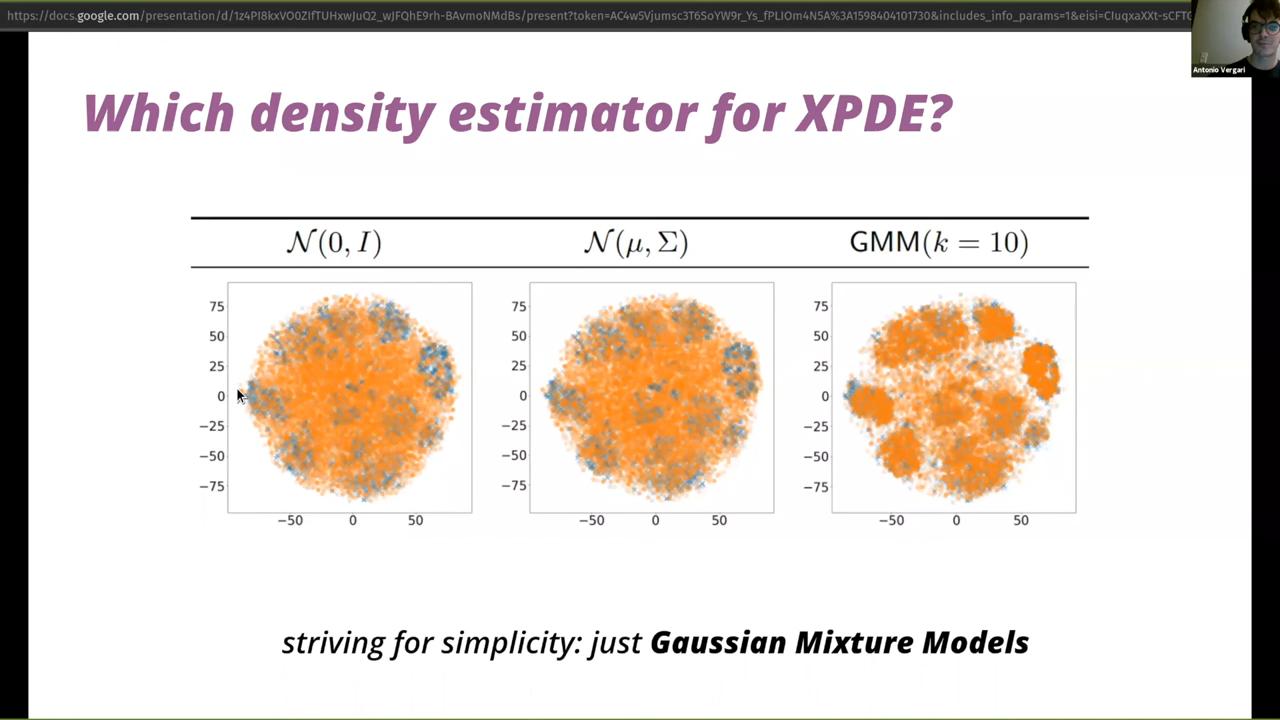 https://docs.google.com/presentation/d/1z4PI8kxVO0ZIfTUHxwJuQ2_wJFQhE9rh-BAvmoNMdBs/present?token=AC4w5Vjumsc3T6SoYW9r_Ys_fPLIOm4N5A%3A1598404101730&includes_info_params=1&eisi=CIuqxaXXt-sCFTG
Antonio Vergari
Which density estimator for XPDE?
𝒩(0, I) 𝒩(μ, Σ) GMM(k = 10)
75 75 75
50 50 50
25 25 25
0 0 0
−25 −25 −25
−50 −50 −50
−75 −75 −75
−50 0 50 −50 0 50 −50 0 50
striving for simplicity: just Gaussian Mixture Models